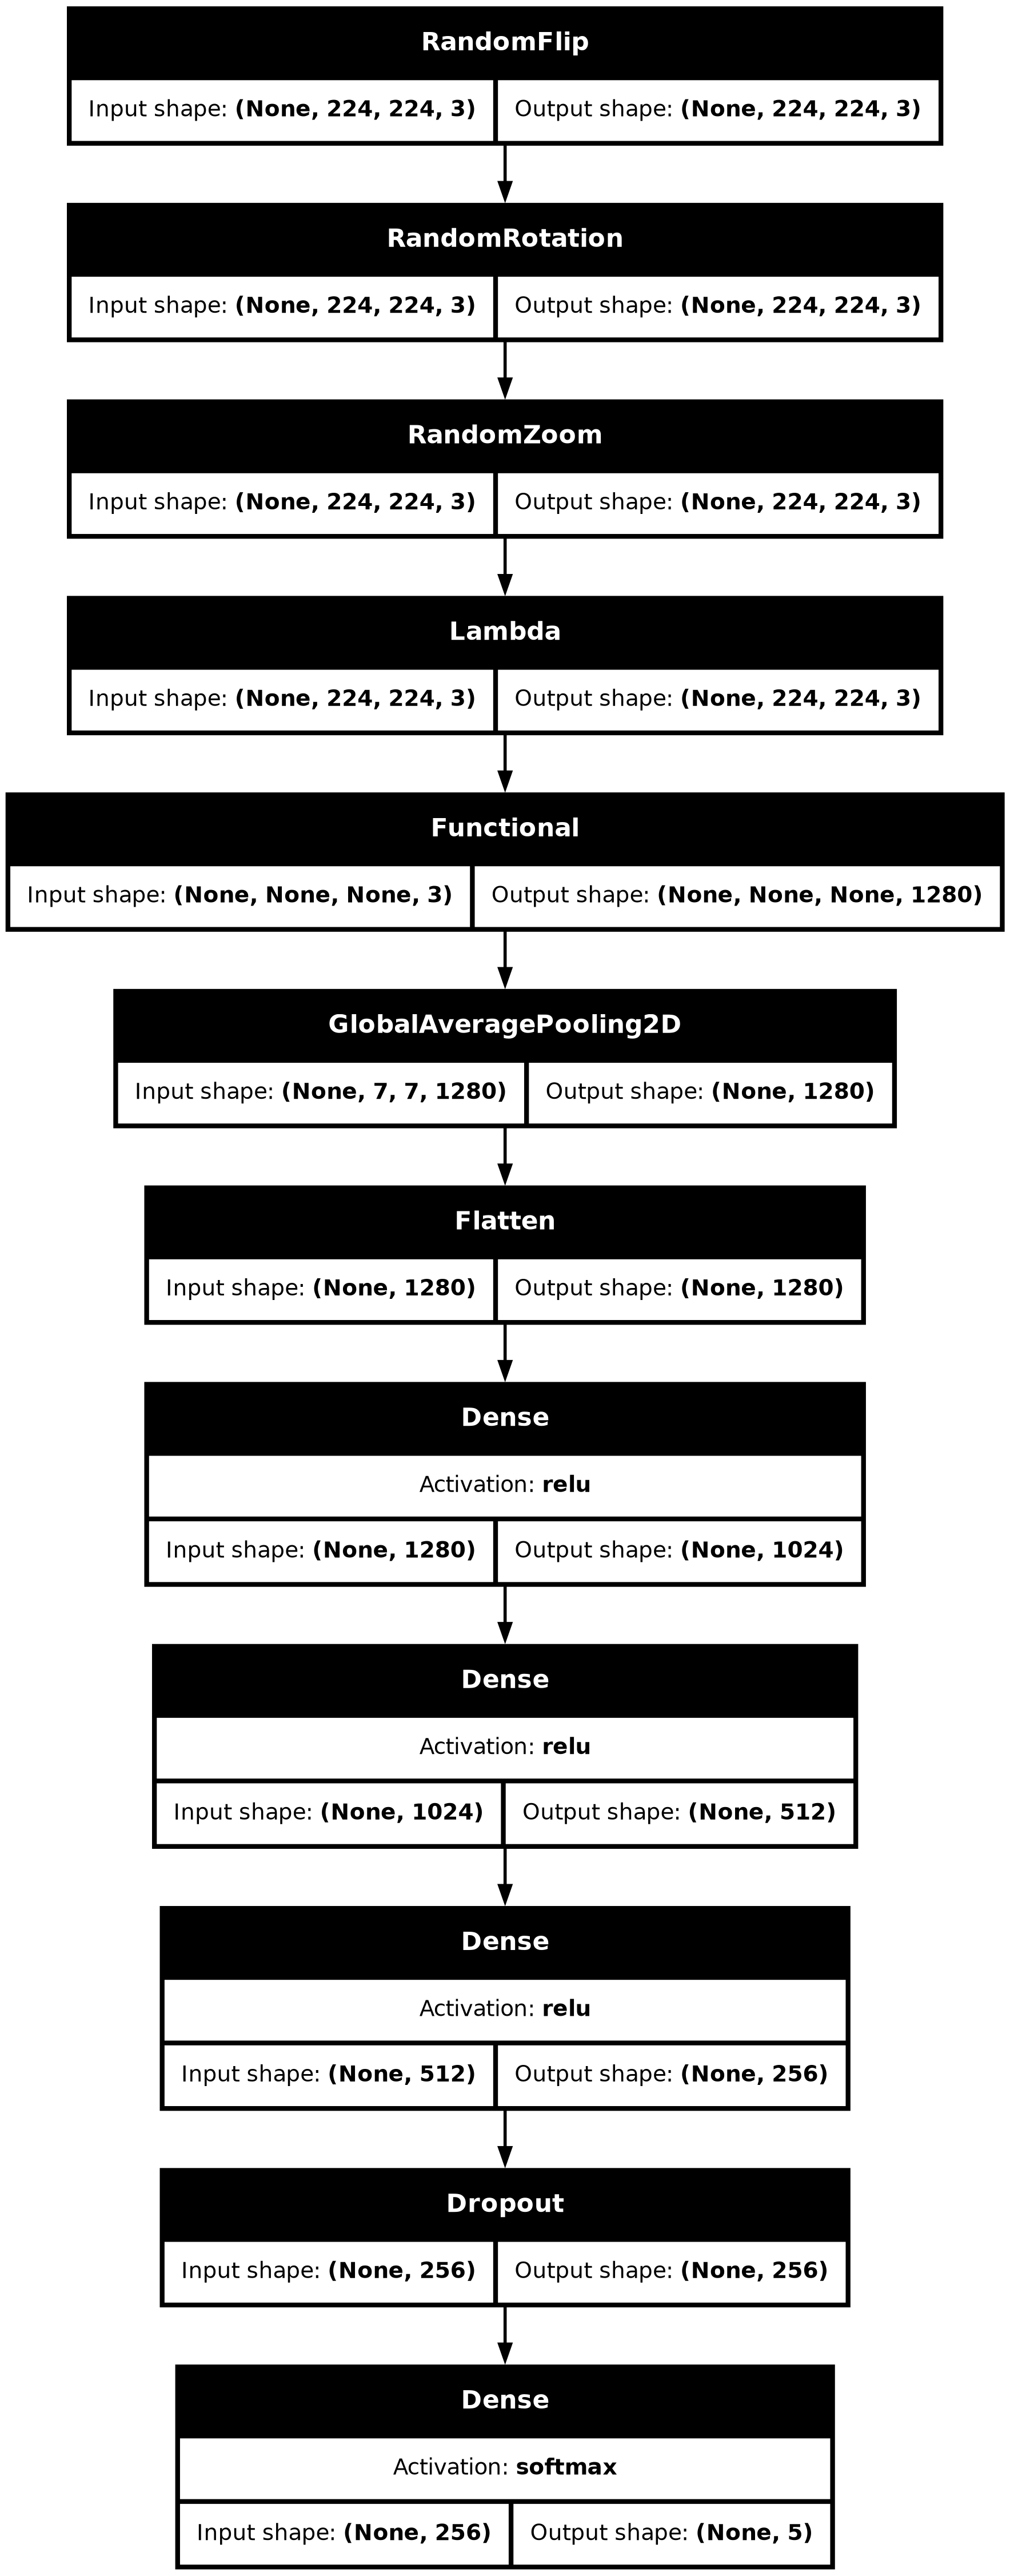 RandomFlip
Input shape: (None, 224, 224, 3) Output shape: (None, 224, 224, 3)
RandomRotation
Input shape: (None, 224, 224, 3) Output shape: (None, 224, 224, 3)
RandomZoom
Input shape: (None, 224, 224, 3) Output shape: (None, 224, 224, 3)
Lambda
Input shape: (None, 224, 224, 3) Output shape: (None, 224, 224, 3)
Functional
Input shape: (None, None, None, 3) Output shape: (None, None, None, 1280)
GlobalAveragePooling2D
Input shape: (None, 7, 7, 1280) Output shape: (None, 1280)
Flatten
Input shape: (None, 1280) Output shape: (None, 1280)
Dense
Activation: relu
Input shape: (None, 1280) Output shape: (None, 1024)
Dense
Activation: relu
Input shape: (None, 1024) Output shape: (None, 512)
Dense
Activation: relu
Input shape: (None, 512) Output shape: (None, 256)
Dropout
Input shape: (None, 256) Output shape: (None, 256)
Dense
Activation: softmax
Input shape: (None, 256) Output shape: (None, 5)